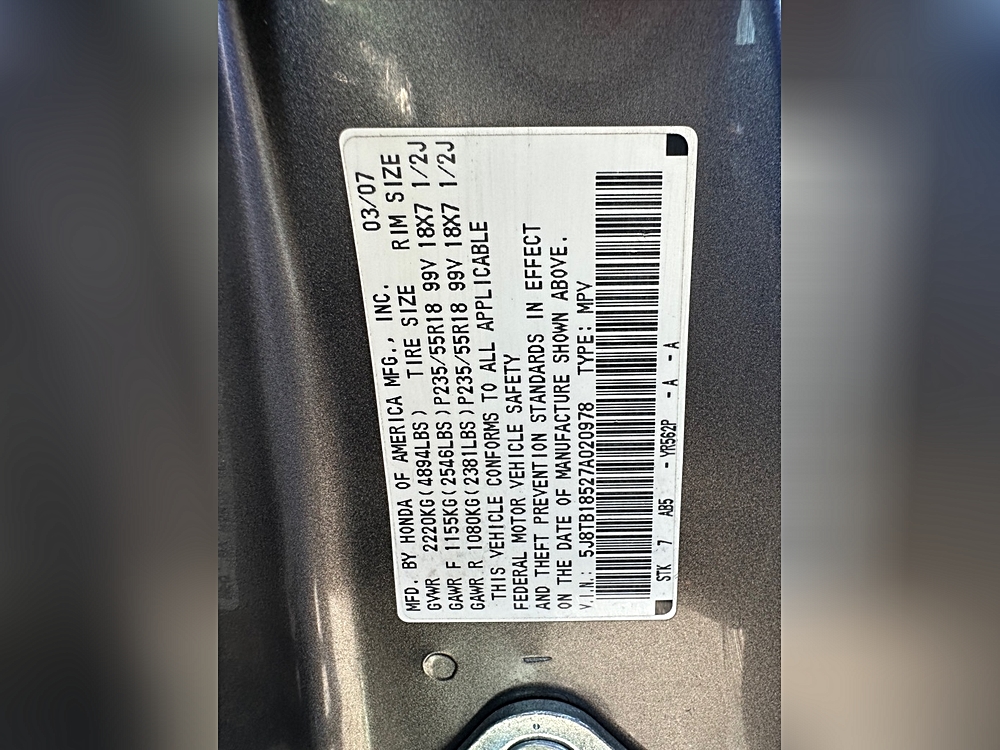 MFD. BY HONDA OF AMERICA MFG., INC. 03/07
GVWR 2220KG(4894LBS) TIRE SIZE RIM SIZE
GAWR F 1155KG(2546LBS)P235/55R18 99V 18X7 1/2J
GAWR R 1080KG(2381LBS)P235/55R18 99V 18X7 1/2J
THIS VEHICLE CONFORMS TO ALL APPLICABLE
FEDERAL MOTOR VEHICLE SAFETY
AND THEFT PREVENTION STANDARDS IN EFFECT
ON THE DATE OF MANUFACTURE SHOWN ABOVE.
V.I.N.: 5J8TB18527A020978 TYPE: MPV
STK 7 AB5 - YR562P - A - A